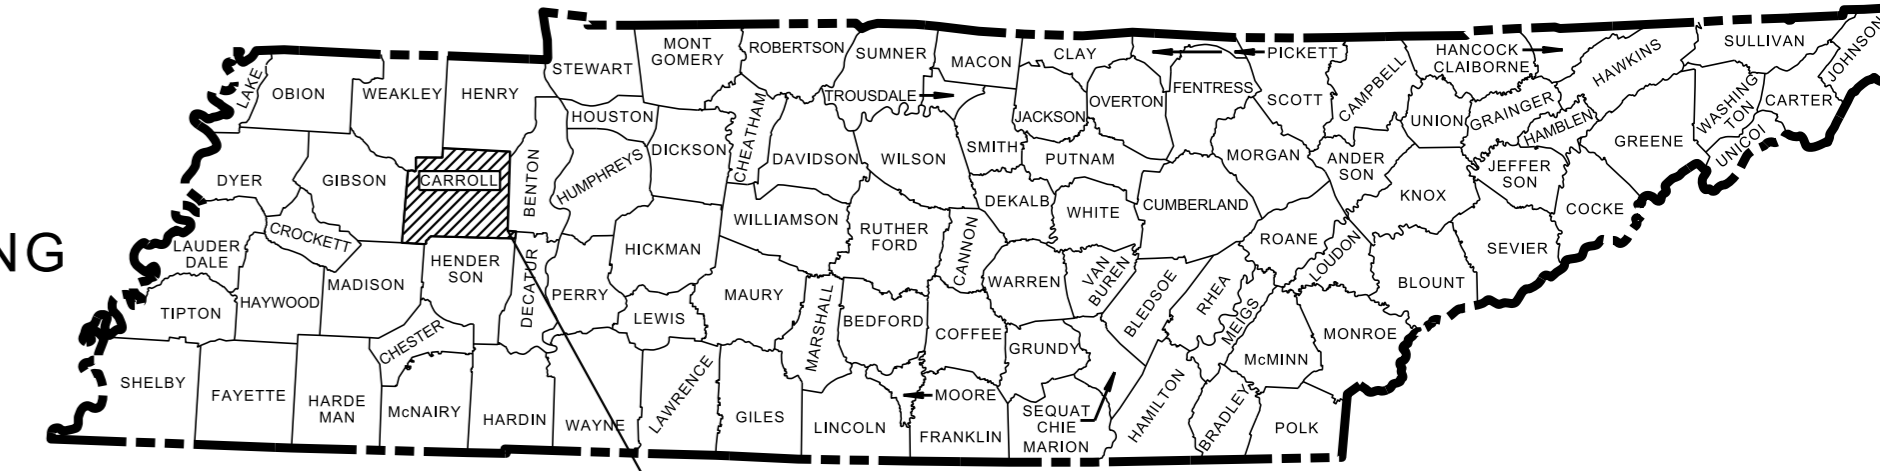 NG
LAKE
OBION
WEAKLEY
HENRY
STEWART
MONT
GOMERY
ROBERTSON
SUMNER
MACON
CLAY
PICKETT
HANCOCK
CLAIBORNE
HAWKINS
SULLIVAN
JOHNSON
CARTER
WASHING
TON
UNICOI
GREENE
HAMBLEN
GRAINGER
UNION
CAMPBELL
SCOTT
FENTRESS
OVERTON
JACKSON
TROUSDALE
SMITH
HOUSTON
CHEATHAM
DICKSON
HUMPHREYS
BENTON
CARROLL
GIBSON
DYER
LAUDER
DALE
CROCKETT
HAYWOOD
MADISON
HENDER
SON
DECATUR
PERRY
HICKMAN
WILLIAMSON
DAVIDSON
WILSON
RUTHER
FORD
CANNON
DEKALB
PUTNAM
WHITE
CUMBERLAND
MORGAN
ANDER
SON
KNOX
JEFFER
SON
COCKE
SEVIER
BLOUNT
LOUDON
ROANE
RHEA
MEIGS
BLEDSOE
VAN
BUREN
WARREN
COFFEE
GRUNDY
BEDFORD
MARSHALL
MAURY
LEWIS
TIPTON
CHESTER
SHELBY
FAYETTE
HARDE
MAN
McNAIRY
HARDIN
WAYNE
LAWRENCE
GILES
LINCOLN
MOORE
FRANKLIN
SEQUAT
CHIE
MARION
HAMILTON
BRADLEY
POLK
McMINN
MONROE